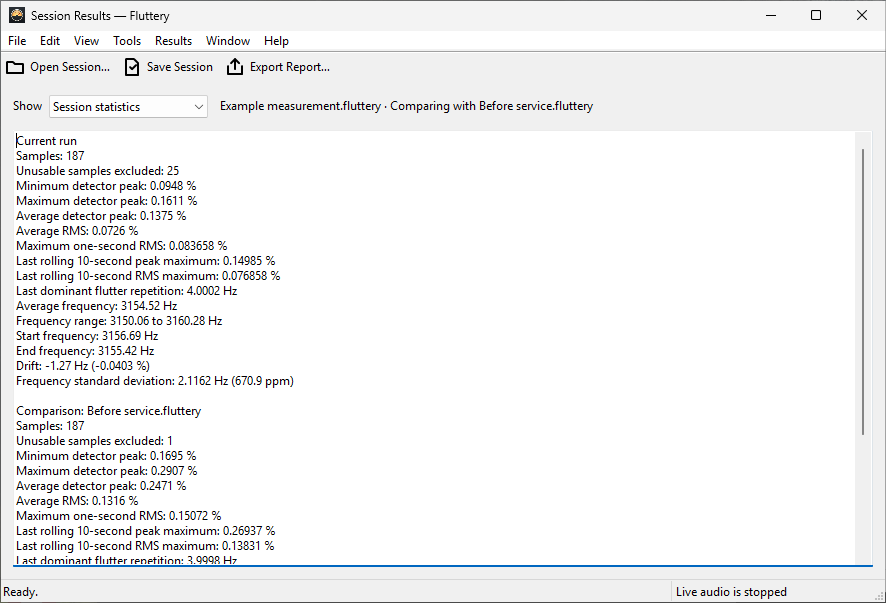 Session Results — Fluttery
File Edit View Tools Results Window Help
Open Session... Save Session Export Report...
Show Session statistics Example measurement.fluttery · Comparing with Before service.fluttery
Current run
Samples: 187
Unusable samples excluded: 25
Minimum detector peak: 0.0948 %
Maximum detector peak: 0.1611 %
Average detector peak: 0.1375 %
Average RMS: 0.0726 %
Maximum one-second RMS: 0.083658 %
Last rolling 10-second peak maximum: 0.14985 %
Last rolling 10-second RMS maximum: 0.076858 %
Last dominant flutter repetition: 4.0002 Hz
Average frequency: 3154.52 Hz
Frequency range: 3150.06 to 3160.28 Hz
Start frequency: 3156.69 Hz
End frequency: 3155.42 Hz
Drift: -1.27 Hz (-0.0403 %)
Frequency standard deviation: 2.1162 Hz (670.9 ppm)
Comparison: Before service.fluttery
Samples: 187
Unusable samples excluded: 1
Minimum detector peak: 0.1695 %
Maximum detector peak: 0.2907 %
Average detector peak: 0.2471 %
Average RMS: 0.1316 %
Maximum one-second RMS: 0.15072 %
Last rolling 10-second peak maximum: 0.26937 %
Last rolling 10-second RMS maximum: 0.13831 %
Last dominant flutter repetition: 3.9998 Hz
Ready. Live audio is stopped